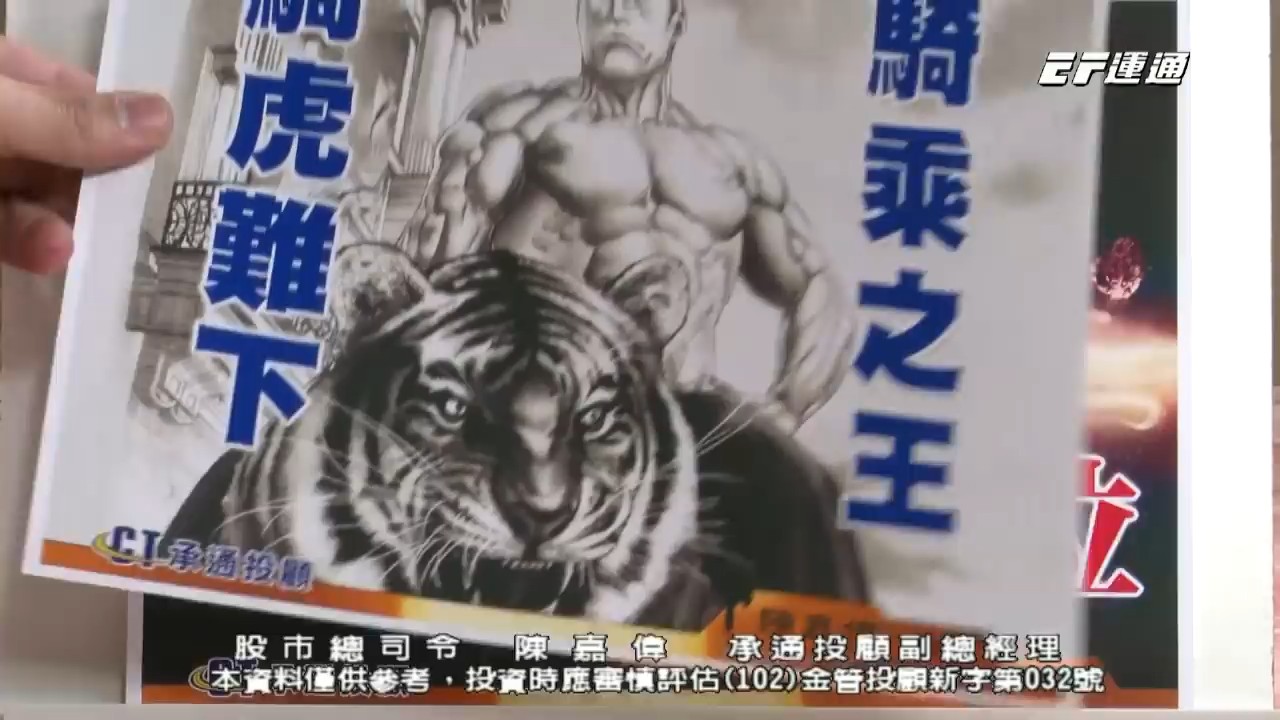 EF運通
騎乘之王
騎虎難下
CT承通投顧
股市總司令 陳嘉偉 承通投顧副總經理
本資料僅供參考，投資時應審慎評估(102)金管投顧新字第032號